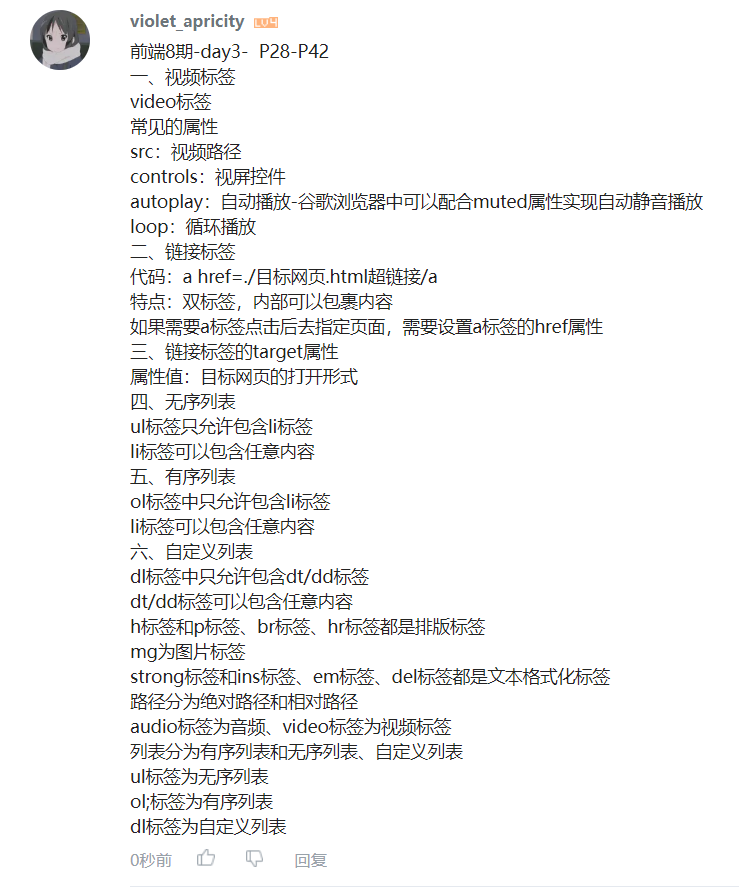 violet_apricity LV4
前端8期-day3- P28-P42
一、视频标签
video标签
常见的属性
src：视频路径
controls：视屏控件
autoplay：自动播放-谷歌浏览器中可以配合muted属性实现自动静音播放
loop：循环播放
二、链接标签
代码：a href=./目标网页.html超链接/a
特点：双标签，内部可以包裹内容
如果需要a标签点击后去指定页面，需要设置a标签的href属性
三、链接标签的target属性
属性值：目标网页的打开形式
四、无序列表
ul标签只允许包含li标签
li标签可以包含任意内容
五、有序列表
ol标签中只允许包含li标签
li标签可以包含任意内容
六、自定义列表
dl标签中只允许包含dt/dd标签
dt/dd标签可以包含任意内容
h标签和p标签、br标签、hr标签都是排版标签
mg为图片标签
strong标签和ins标签、em标签、del标签都是文本格式化标签
路径分为绝对路径和相对路径
audio标签为音频、video标签为视频标签
列表分为有序列表和无序列表、自定义列表
ul标签为无序列表
ol;标签为有序列表
dl标签为自定义列表
0秒前 回复